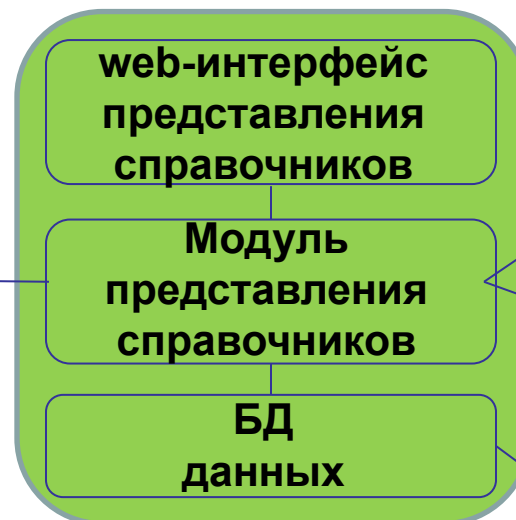 web-интерфейс
представления
справочников
Модуль
представления
справочников
БД
данных